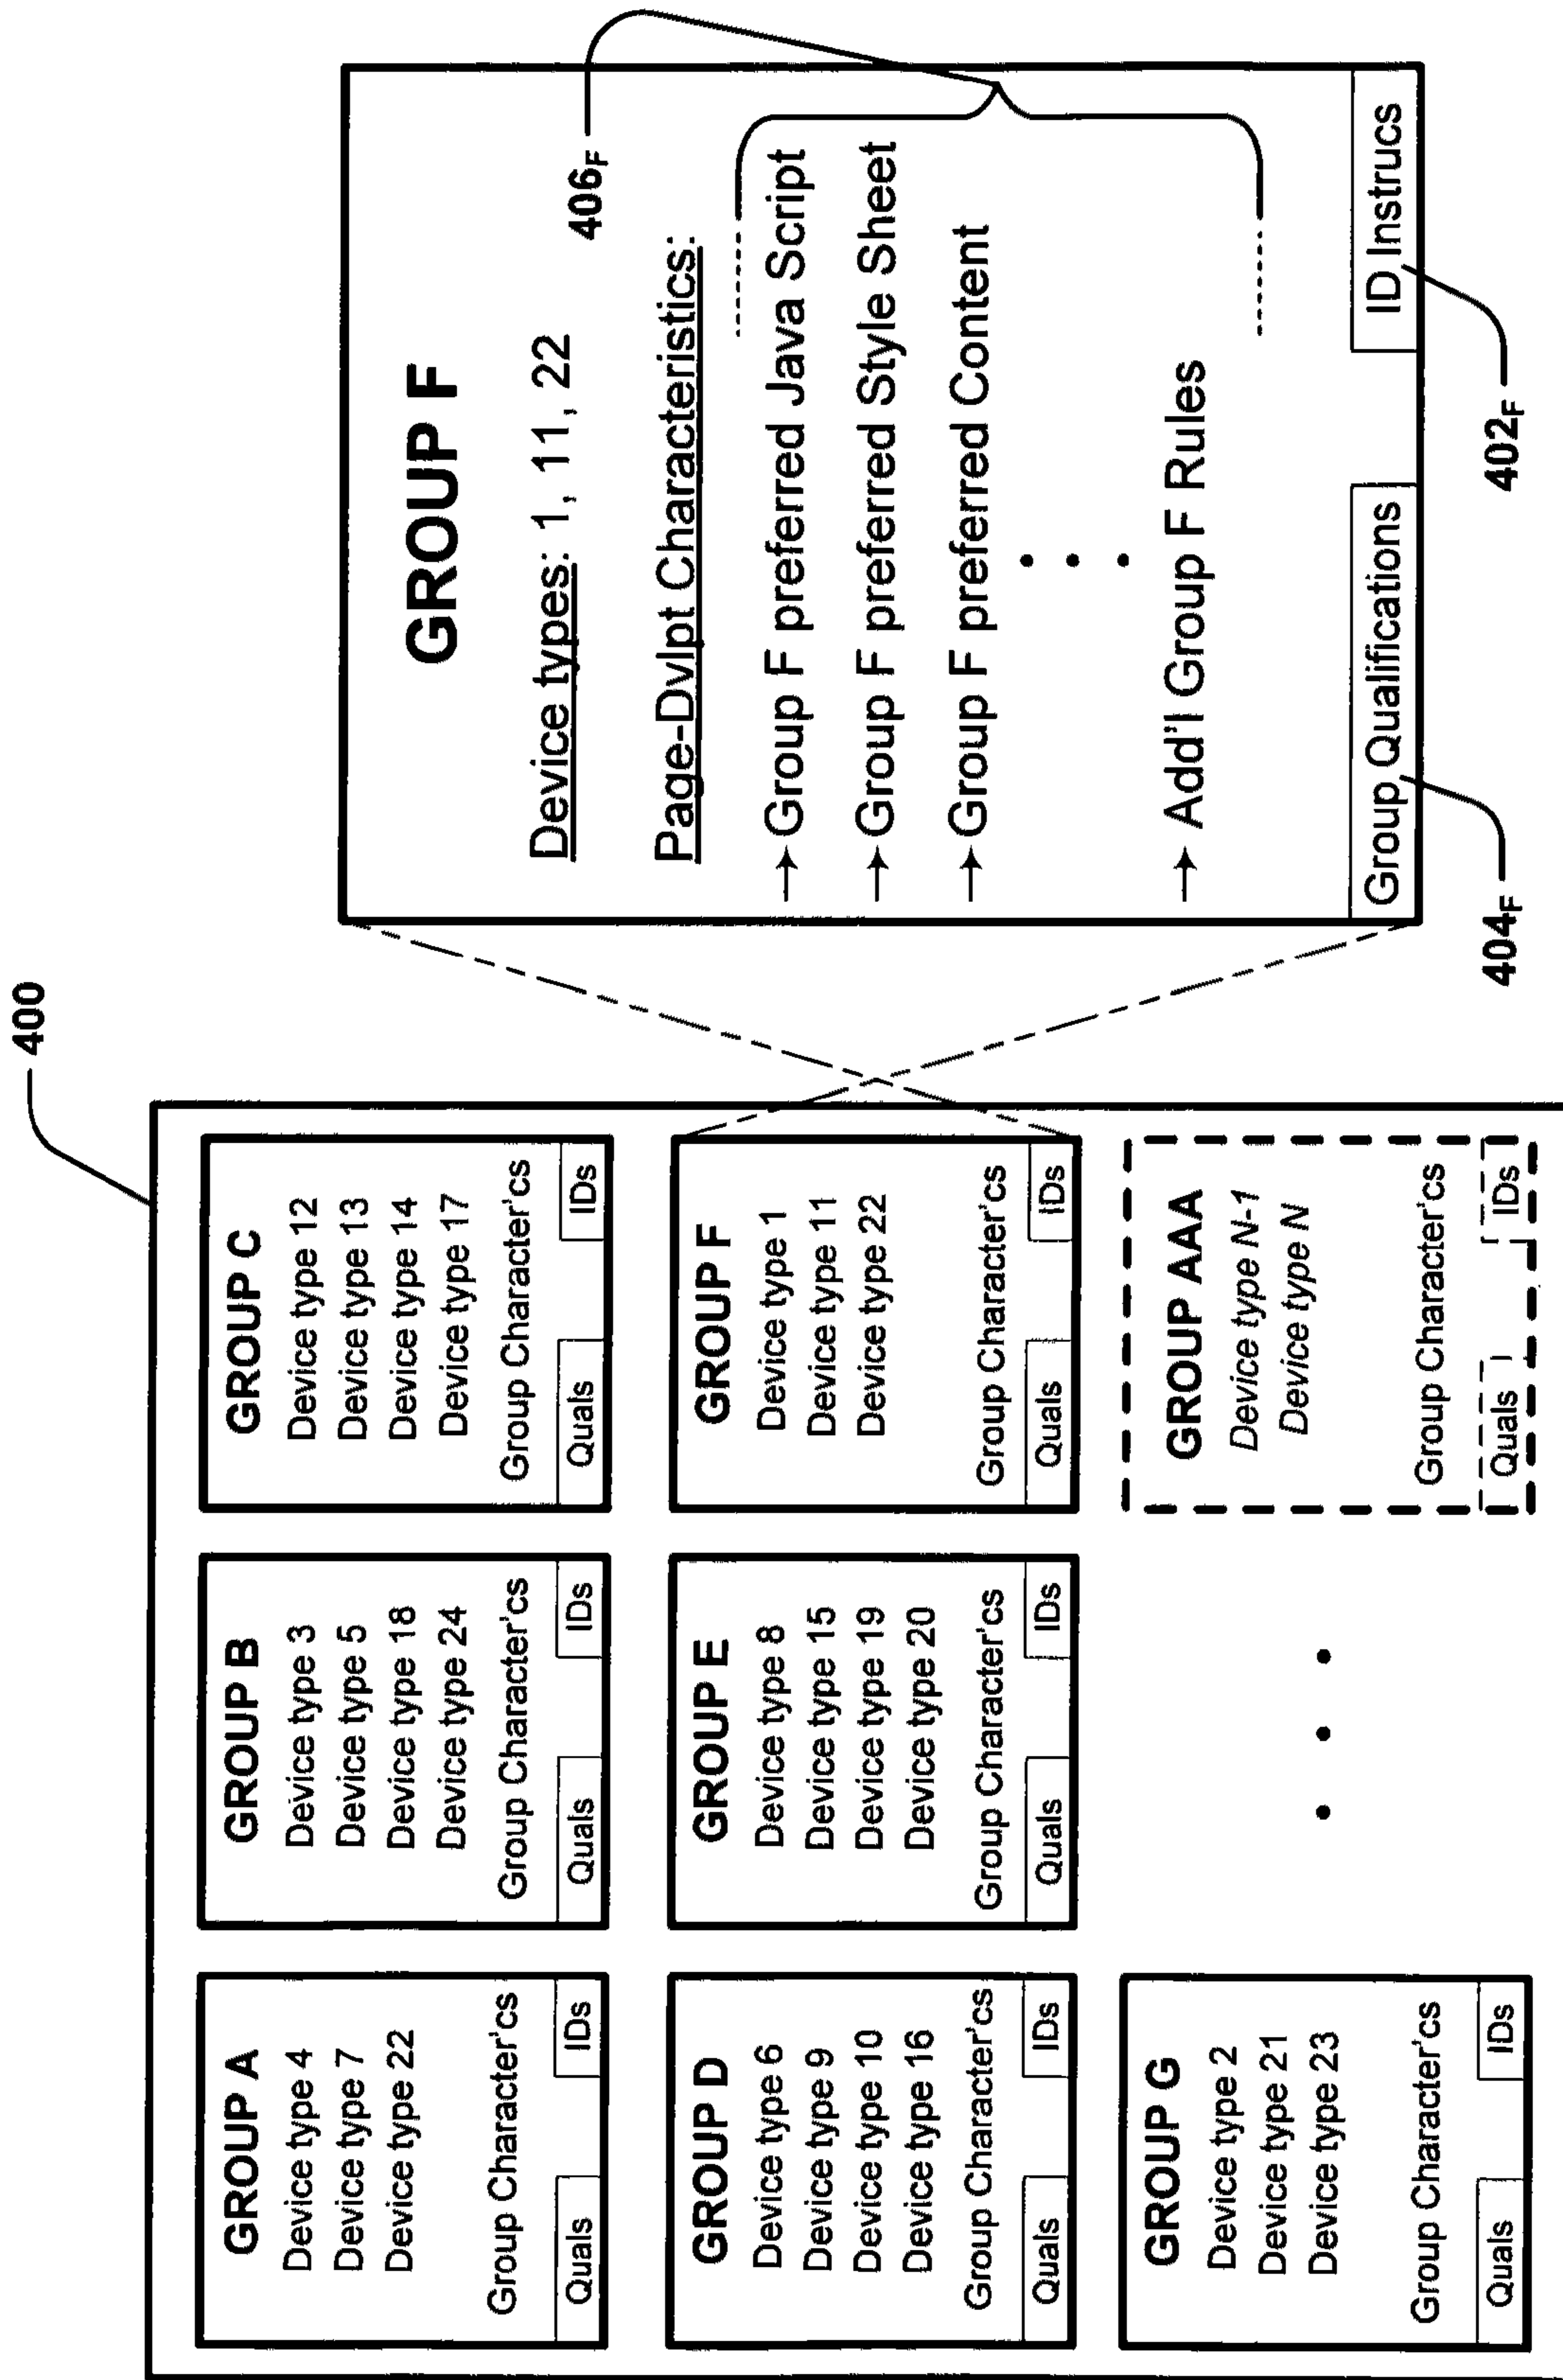 400
GROUP A
Device type 4
Device type 7
Device type 22
Group Character'cs
Quals
IDs
GROUP B
Device type 3
Device type 5
Device type 18
Device type 24
Group Character'cs
Quals
IDs
GROUP C
Device type 12
Device type 13
Device type 14
Device type 17
Group Character'cs
Quals
IDs
GROUP D
Device type 6
Device type 9
Device type 10
Device type 16
Group Character'cs
Quals
IDs
GROUP E
Device type 8
Device type 15
Device type 19
Device type 20
Group Character'cs
Quals
IDs
GROUP F
Device type 1
Device type 11
Device type 22
Group Character'cs
Quals
IDs
GROUP G
Device type 2
Device type 21
Device type 23
Group Character'cs
Quals
IDs
GROUP AAA
Device type N-1
Device type N
Group Character'cs
Quals
IDs
GROUP F
Device types: 1, 11, 22
406F
Page-Dvlpt Characteristics:
Group F preferred Java Script
Group F preferred Style Sheet
Group F preferred Content
Add'l Group F Rules
Group Qualifications
ID Instrucs
404F
402F